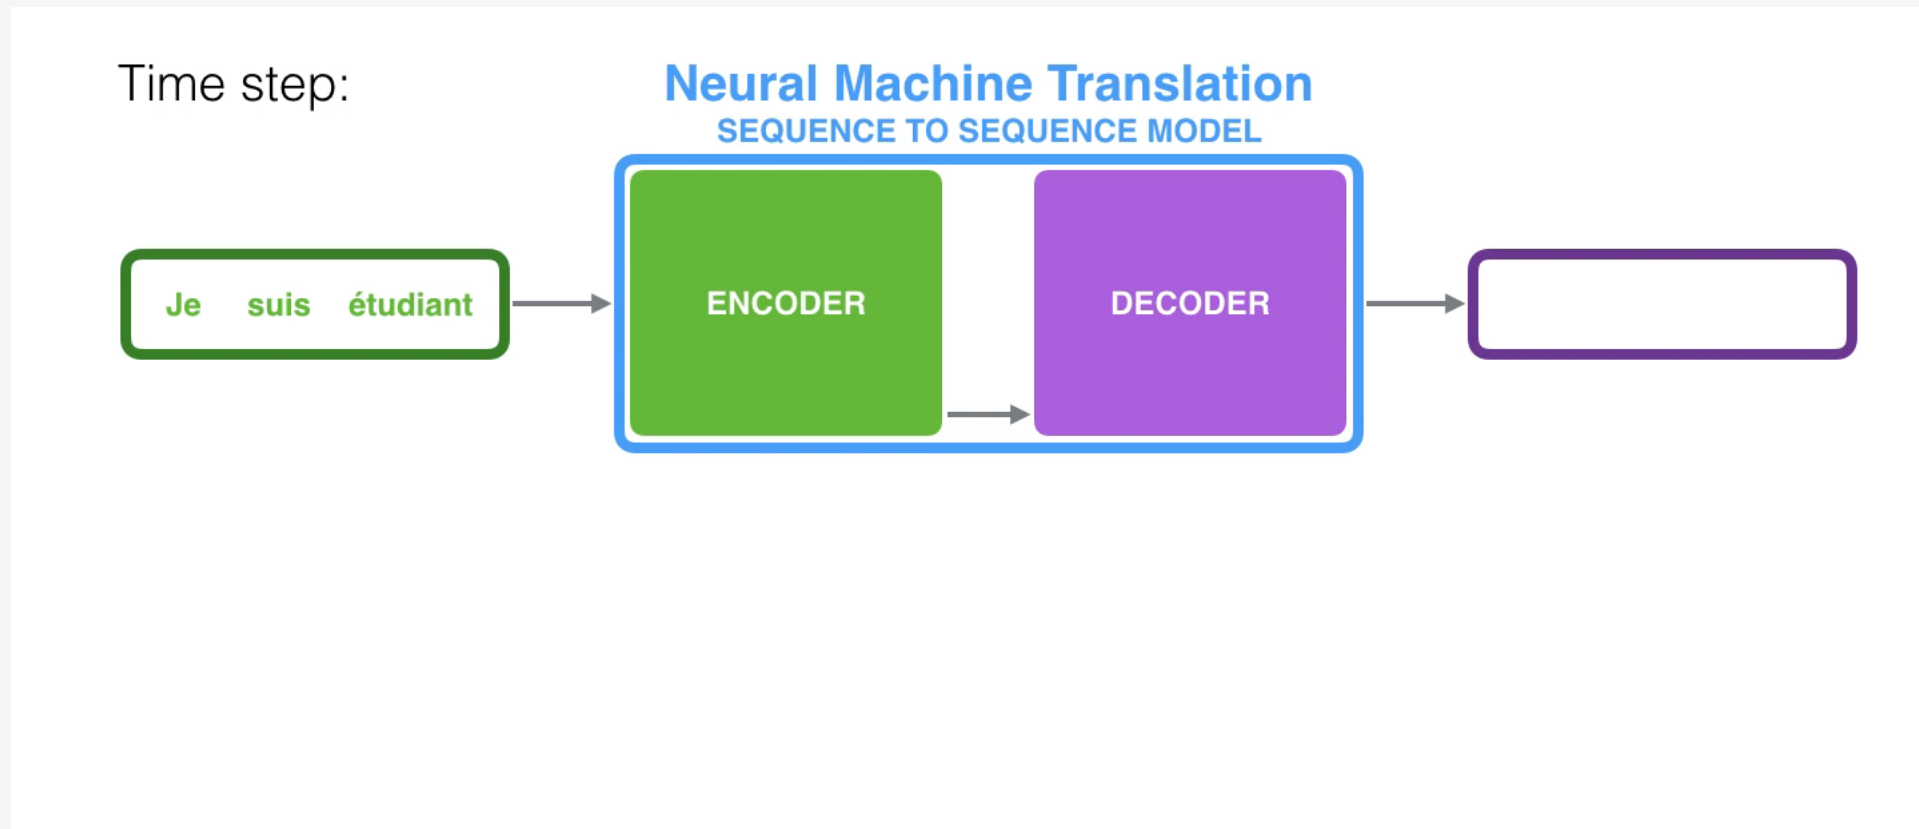 Time step:
Neural Machine Translation
SEQUENCE TO SEQUENCE MODEL
Je suis étudiant
ENCODER
DECODER